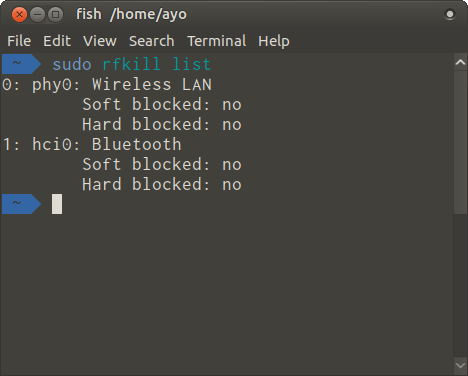 fish /home/ayo
File Edit View Search Terminal Help
~ sudo rfkill list
0: phy0: Wireless LAN
Soft blocked: no
Hard blocked: no
1: hci0: Bluetooth
Soft blocked: no
Hard blocked: no
~